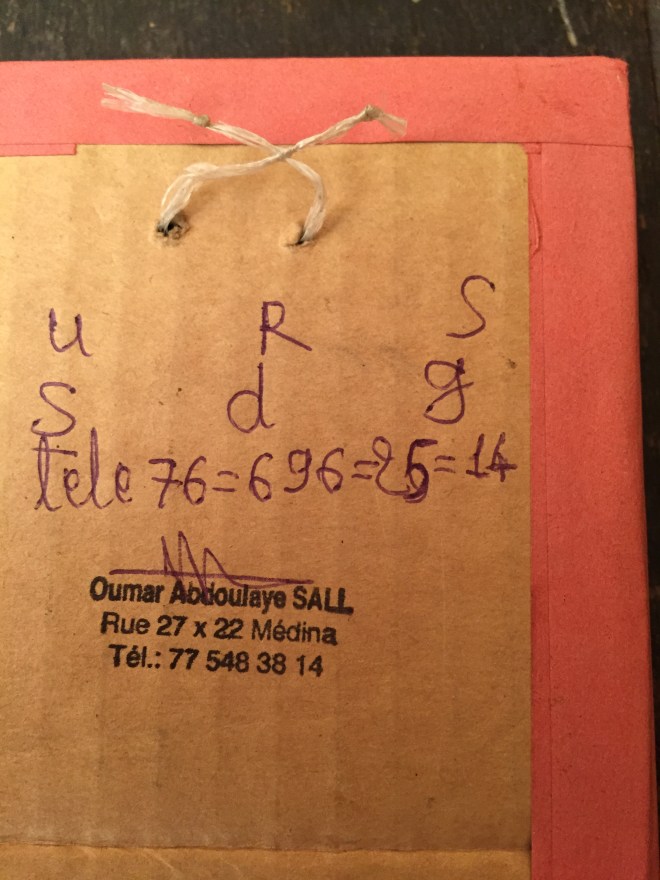 U R S
S d g
tele 76=696=25=14
Oumar Abdoulaye SALL
Rue 27 x 22 Médina
Tél.: 77 548 38 14